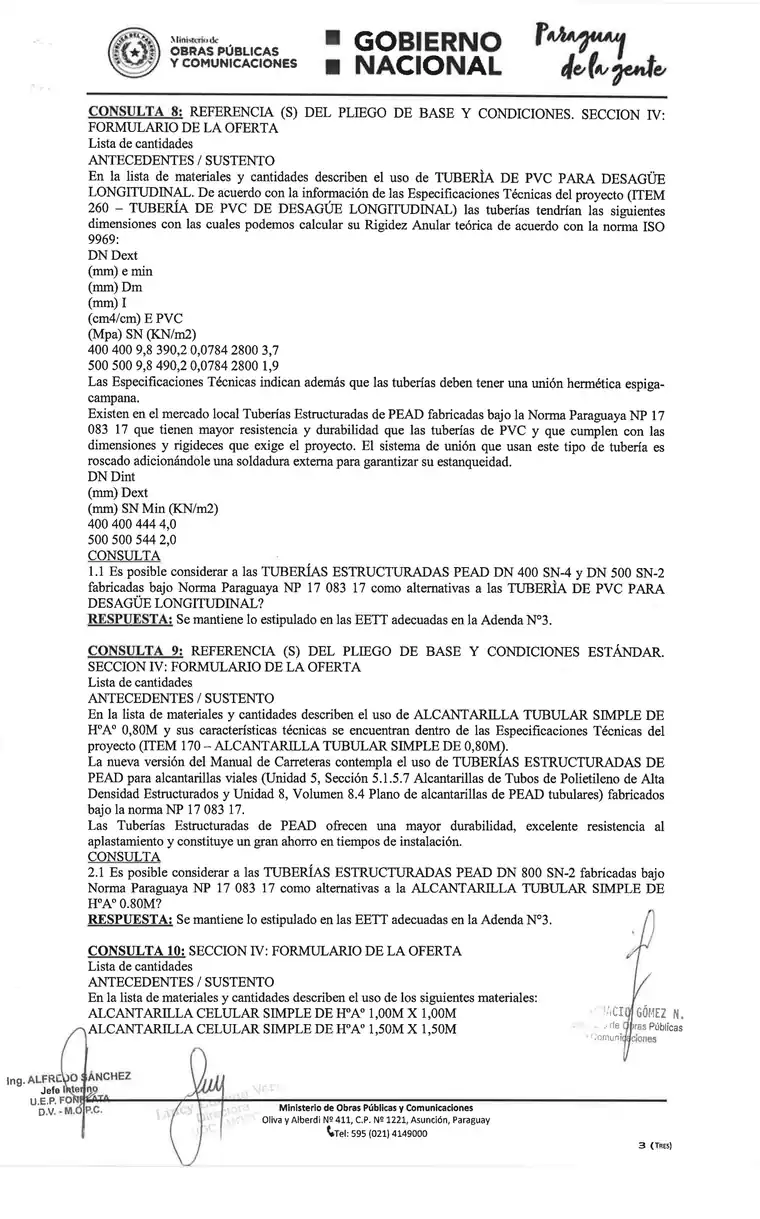 Ministerio de
OBRAS PÚBLICAS
Y COMUNICACIONES
GOBIERNO
NACIONAL
Paraguay
de la gente
CONSULTA 8: REFERENCIA (S) DEL PLIEGO DE BASE Y CONDICIONES. SECCION IV:
FORMULARIO DE LA OFERTA
Lista de cantidades
ANTECEDENTES / SUSTENTO
En la lista de materiales y cantidades describen el uso de TUBERÌA DE PVC PARA DESAGÜE
LONGITUDINAL. De acuerdo con la información de las Especificaciones Técnicas del proyecto (ITEM
260 – TUBERÍA DE PVC DE DESAGÚE LONGITUDINAL) las tuberías tendrían las siguientes
dimensiones con las cuales podemos calcular su Rigidez Anular teórica de acuerdo con la norma ISO
9969:
DN Dext
(mm) e min
(mm) Dm
(mm) I
(cm4/cm) E PVC
(Mpa) SN (KN/m2)
400 400 9,8 390,2 0,0784 2800 3,7
500 500 9,8 490,2 0,0784 2800 1,9
Las Especificaciones Técnicas indican además que las tuberías deben tener una unión hermética espiga-
campana.
Existen en el mercado local Tuberías Estructuradas de PEAD fabricadas bajo la Norma Paraguaya NP 17
083 17 que tienen mayor resistencia y durabilidad que las tuberías de PVC y que cumplen con las
dimensiones y rigideces que exige el proyecto. El sistema de unión que usan este tipo de tubería es
roscado adicionándole una soldadura externa para garantizar su estanqueidad.
DN Dint
(mm) Dext
(mm) SN Min (KN/m2)
400 400 444 4,0
500 500 544 2,0
CONSULTA
1.1 Es posible considerar a las TUBERÍAS ESTRUCTURADAS PEAD DN 400 SN-4 y DN 500 SN-2
fabricadas bajo Norma Paraguaya NP 17 083 17 como alternativas a las TUBERÌA DE PVC PARA
DESAGÜE LONGITUDINAL?
RESPUESTA: Se mantiene lo estipulado en las EETT adecuadas en la Adenda N°3.
CONSULTA 9: REFERENCIA (S) DEL PLIEGO DE BASE Y CONDICIONES ESTÁNDAR.
SECCION IV: FORMULARIO DE LA OFERTA
Lista de cantidades
ANTECEDENTES / SUSTENTO
En la lista de materiales y cantidades describen el uso de ALCANTARILLA TUBULAR SIMPLE DE
HºAº 0,80M y sus características técnicas se encuentran dentro de las Especificaciones Técnicas del
proyecto (ITEM 170 – ALCANTARILLA TUBULAR SIMPLE DE 0,80M).
La nueva versión del Manual de Carreteras contempla el uso de TUBERÍAS ESTRUCTURADAS DE
PEAD para alcantarillas viales (Unidad 5, Sección 5.1.5.7 Alcantarillas de Tubos de Polietileno de Alta
Densidad Estructurados y Unidad 8, Volumen 8.4 Plano de alcantarillas de PEAD tubulares) fabricados
bajo la norma NP 17 083 17.
Las Tuberías Estructuradas de PEAD ofrecen una mayor durabilidad, excelente resistencia al
aplastamiento y constituye un gran ahorro en tiempos de instalación.
CONSULTA
2.1 Es posible considerar a las TUBERÍAS ESTRUCTURADAS PEAD DN 800 SN-2 fabricadas bajo
Norma Paraguaya NP 17 083 17 como alternativas a la ALCANTARILLA TUBULAR SIMPLE DE
HºAº 0.80M?
RESPUESTA: Se mantiene lo estipulado en las EETT adecuadas en la Adenda N°3.
CONSULTA 10: SECCION IV: FORMULARIO DE LA OFERTA
Lista de cantidades
ANTECEDENTES / SUSTENTO
En la lista de materiales y cantidades describen el uso de los siguientes materiales:
ALCANTARILLA CELULAR SIMPLE DE HºAº 1,00M X 1,00M
ALCANTARILLA CELULAR SIMPLE DE HºAº 1,50M X 1,50M
GÓMEZ N.
de Obras Públicas
Comunicaciones
Ing. ALFREDO SÁNCHEZ
Jefe Interino
U.E.P. FONPLATA
D.V. - M.O.P.C.
Ministerio de Obras Públicas y Comunicaciones
Oliva y Alberdi Nº 411, C.P. Nº 1221, Asunción, Paraguay
Tel: 595 (021) 4149000
3 (TRES)